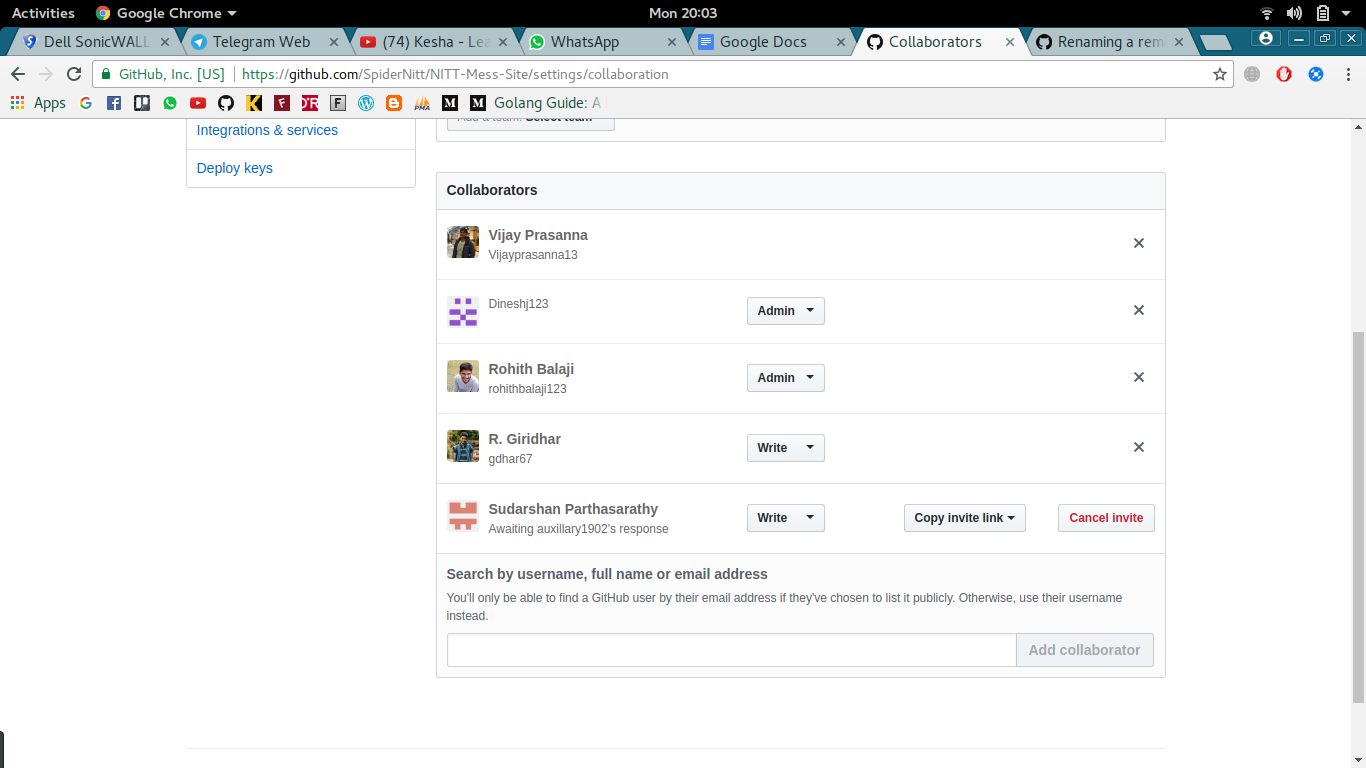 Activities Google Chrome Mon 20:03
Dell SonicWALL Telegram Web (74) Kesha - Lea WhatsApp Google Docs Collaborators Renaming a rem
GitHub, Inc. [US] https://github.com/SpiderNitt/NITT-Mess-Site/settings/collaboration
Apps Golang Guide: A
Add a team: Select team
Integrations & services
Deploy keys
Collaborators
Vijay Prasanna
Vijayprasanna13
Dineshj123
Admin
Rohith Balaji
rohithbalaji123
Admin
R. Giridhar
gdhar67
Write
Sudarshan Parthasarathy
Awaiting auxillary1902's response
Write Copy invite link Cancel invite
Search by username, full name or email address
You'll only be able to find a GitHub user by their email address if they've chosen to list it publicly. Otherwise, use their username
instead.
Add collaborator